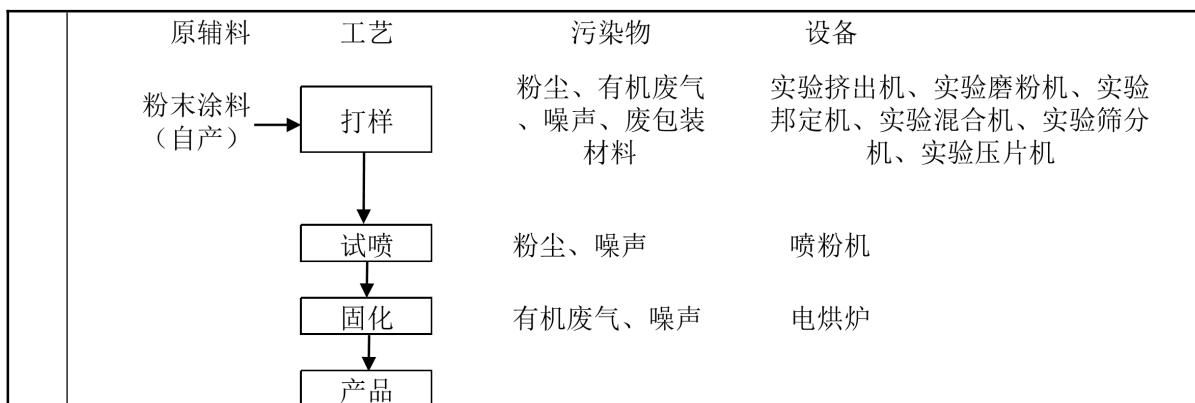 原辅料 工艺 污染物 设备
粉末涂料
（自产）
打样
粉尘、有机废气
、噪声、废包装
材料
实验挤出机、实验磨粉机、实验
邦定机、实验混合机、实验筛分
机、实验压片机
试喷 粉尘、噪声 喷粉机
固化 有机废气、噪声 电烘炉
产品